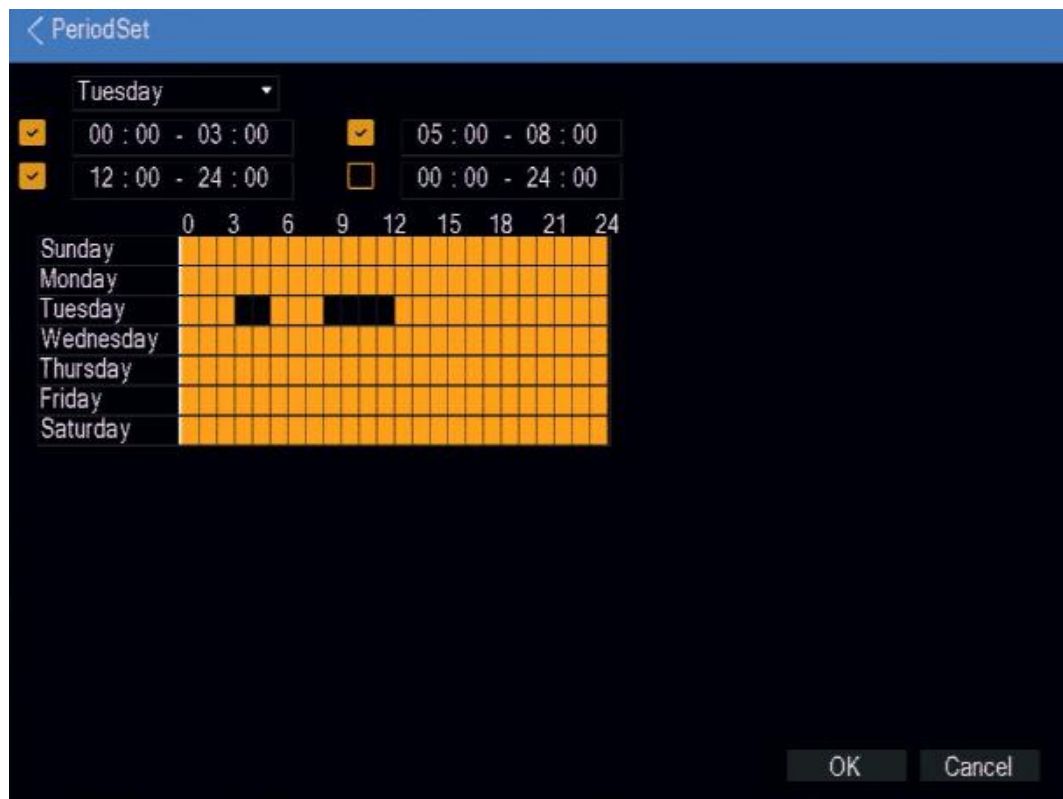 PeriodSet
Tuesday
00 : 00 - 03 : 00 05 : 00 - 08 : 00
12 : 00 - 24 : 00 00 : 00 - 24 : 00
0 3 6 9 12 15 18 21 24
Sunday
Monday
Tuesday
Wednesday
Thursday
Friday
Saturday
OK Cancel